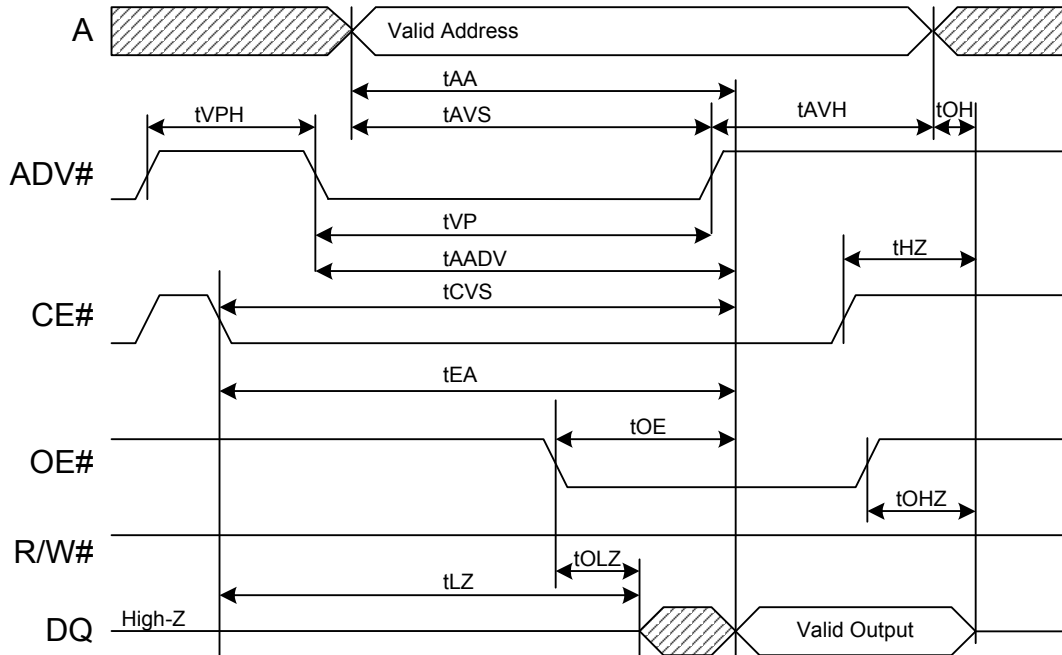 A
Valid Address
tAA
tVPH
tAVS
tAVH
tOH
ADV#
tVP
tHZ
tAADV
tCVS
CE#
tEA
tOE
OE#
tOHZ
R/W#
tOLZ
tLZ
High-Z
DQ
Valid Output